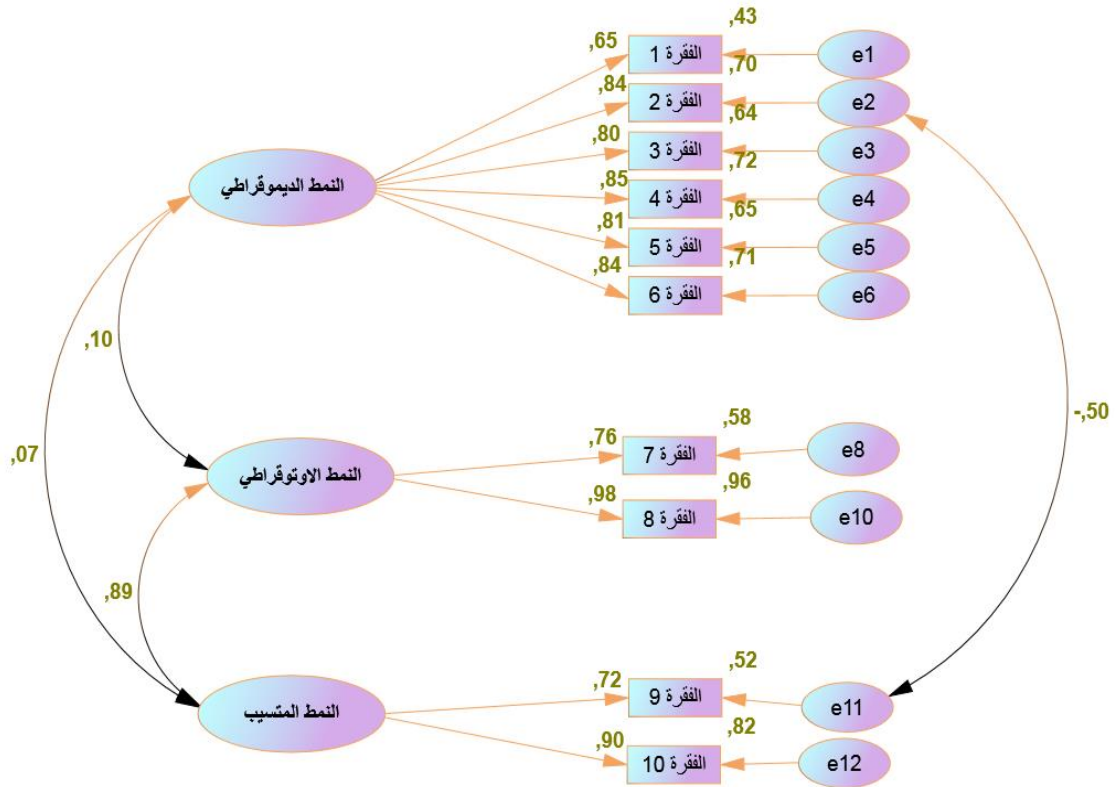 ,43
,65
الفقرة 1
e1
,70
,84
الفقرة 2
e2
,64
,80
الفقرة 3
e3
,72
النمط الديموقراطي
,85
الفقرة 4
e4
,65
,81
الفقرة 5
e5
,71
,84
الفقرة 6
e6
,10
-,50
,07
,58
,76
الفقرة 7
e8
النمط الاوتوقراطي
,96
,98
الفقرة 8
e10
,89
,52
,72
الفقرة 9
e11
النمط المتسيب
,82
,90
الفقرة 10
e12